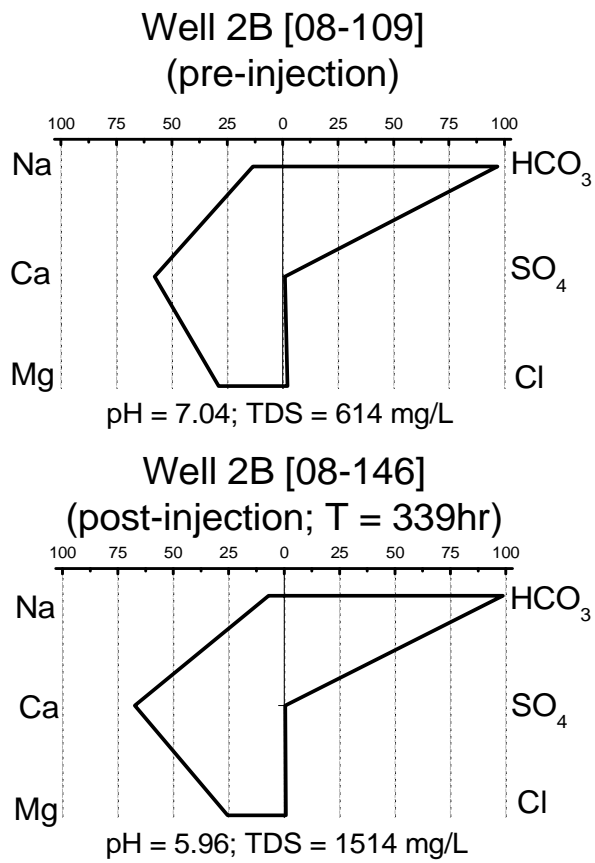 Well 2B [08-109]
(pre-injection)
100 75 50 25 0 25 50 75 100
Na HCO₃
Ca SO₄
Mg Cl
pH = 7.04; TDS = 614 mg/L
Well 2B [08-146]
(post-injection; T = 339hr)
100 75 50 25 0 25 50 75 100
Na HCO₃
Ca SO₄
Mg Cl
pH = 5.96; TDS = 1514 mg/L